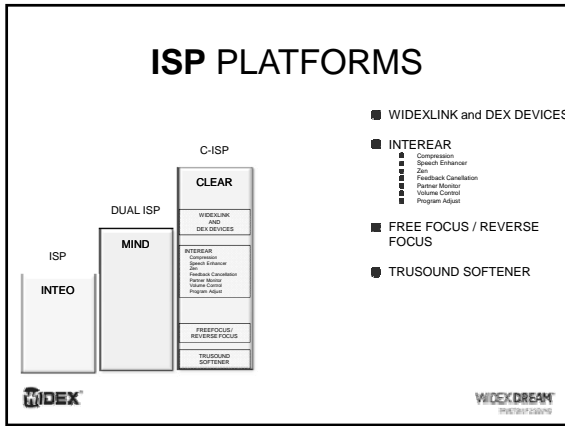 ISP PLATFORMS
WIDEXLINK and DEX DEVICES
INTEREAR
Compression
Speech Enhancer
Zen
Feedback Canellation
Partner Monitor
Volume Control
Program Adjust
FREE FOCUS / REVERSE
FOCUS
TRUSOUND SOFTENER
C-ISP
CLEAR
WIDEXLINK
AND
DEX DEVICES
INTEREAR
Compression
Speech Enhancer
Zen
Feedback Cancellation
Partner Monitor
Volume Control
Program Adjust
FREEFOCUS/
REVERSE FOCUS
TRUSOUND
SOFTENER
DUAL ISP
MIND
ISP
INTEO
WIDEX
WIDEX DREAM